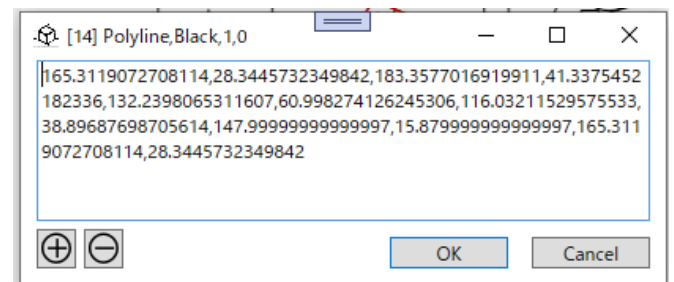 [14] Polyline,Black,1,0
165.3119072708114,28.3445732349842,183.3577016919911,41.3375452
182336,132.2398065311607,60.998274126245306,116.03211529575533,
38.89687698705614,147.99999999999997,15.879999999999997,165.311
9072708114,28.3445732349842
OK
Cancel